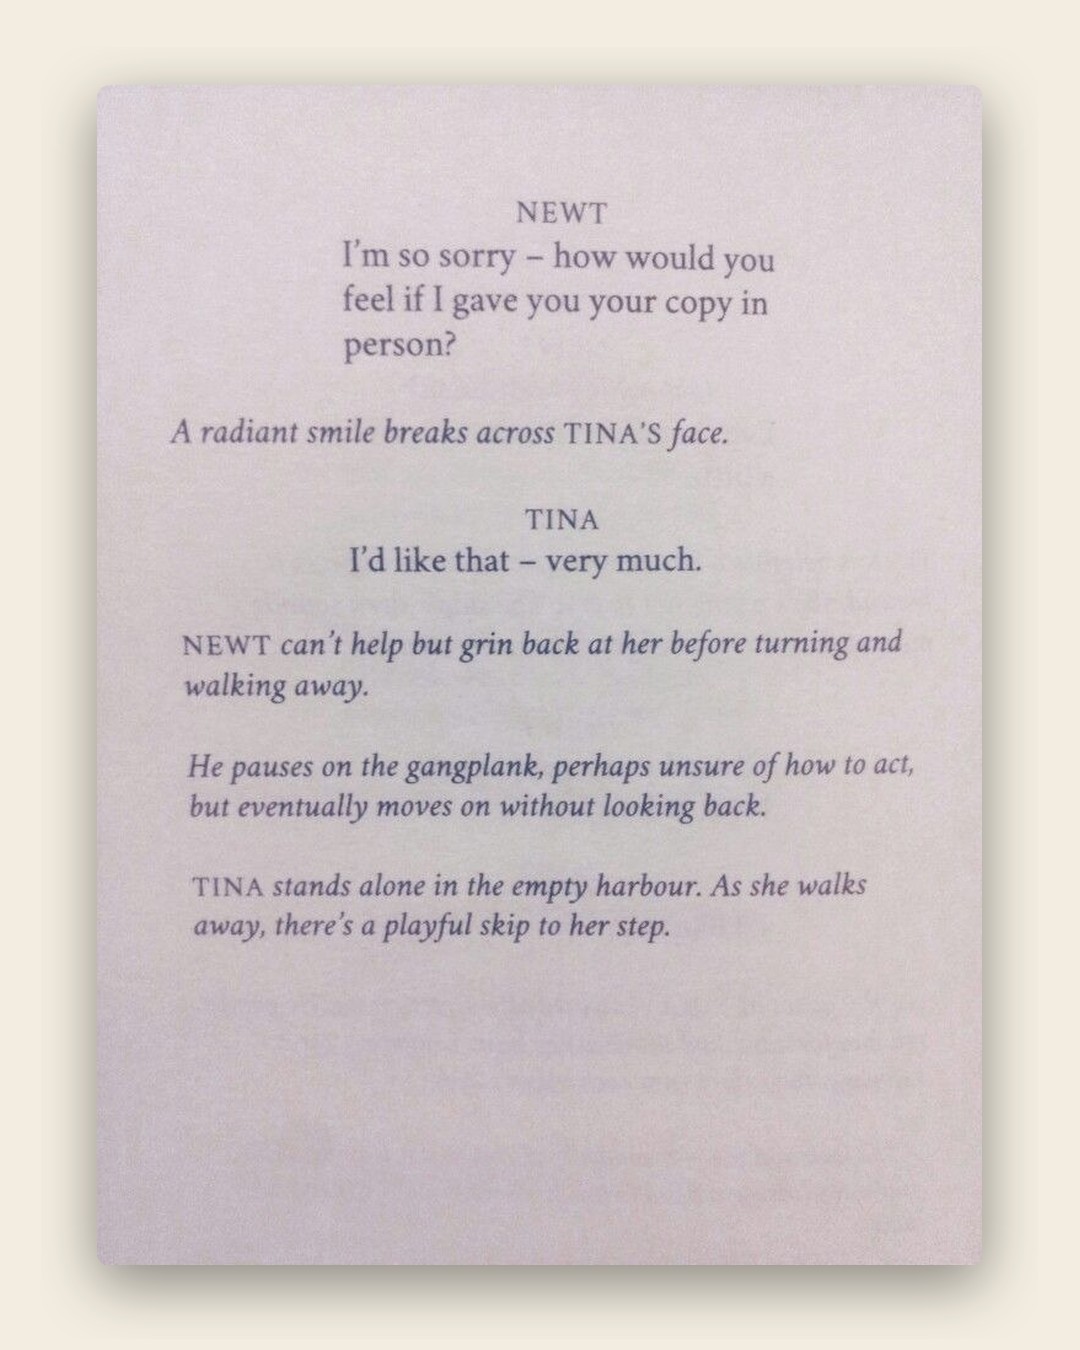 NEWT
I’m so sorry – how would you
feel if I gave you your copy in
person?
A radiant smile breaks across TINA’S face.
TINA
I’d like that – very much.
NEWT can’t help but grin back at her before turning and
walking away.
He pauses on the gangplank, perhaps unsure of how to act,
but eventually moves on without looking back.
TINA stands alone in the empty harbour. As she walks
away, there’s a playful skip to her step.